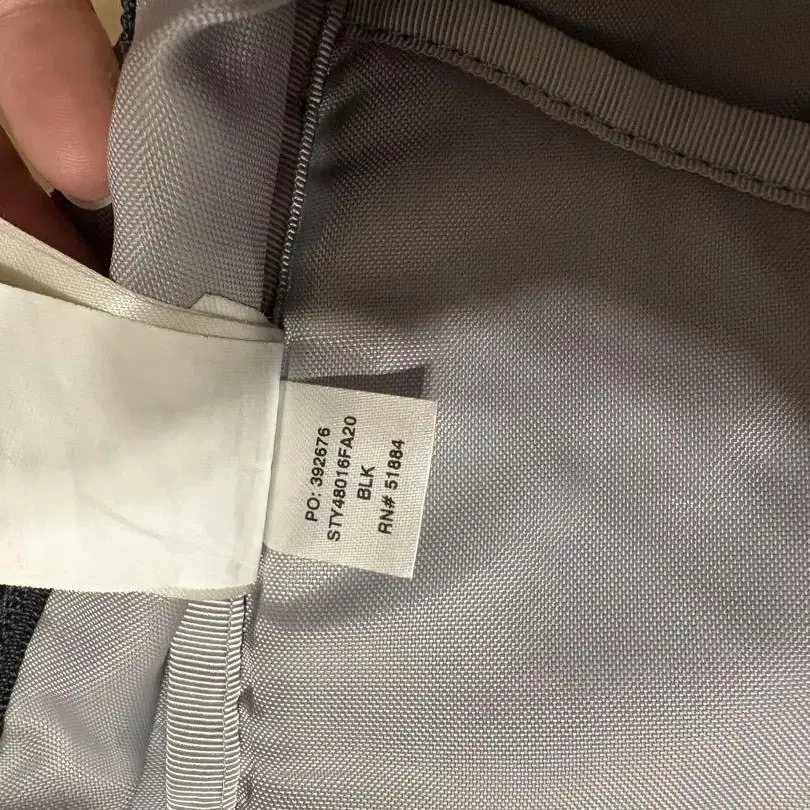 PO: 392676
STY48016FA20
BLK
RN# 51884